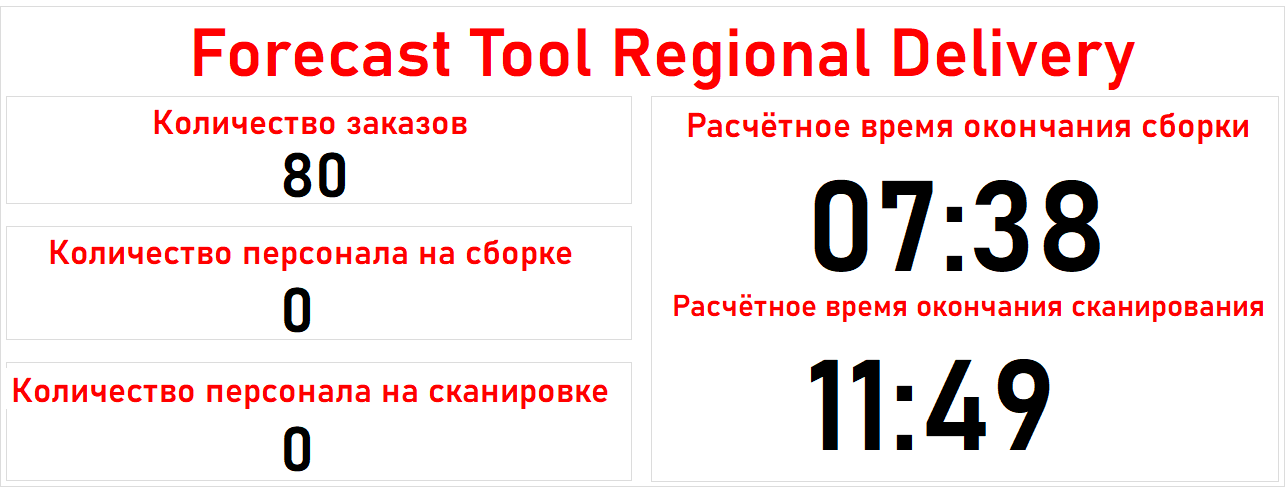 Forecast Tool Regional Delivery
Количество заказов
80
Количество персонала на сборке
0
Количество персонала на сканировке
0
Расчётное время окончания сборки
07:38
Расчётное время окончания сканирования
11:49